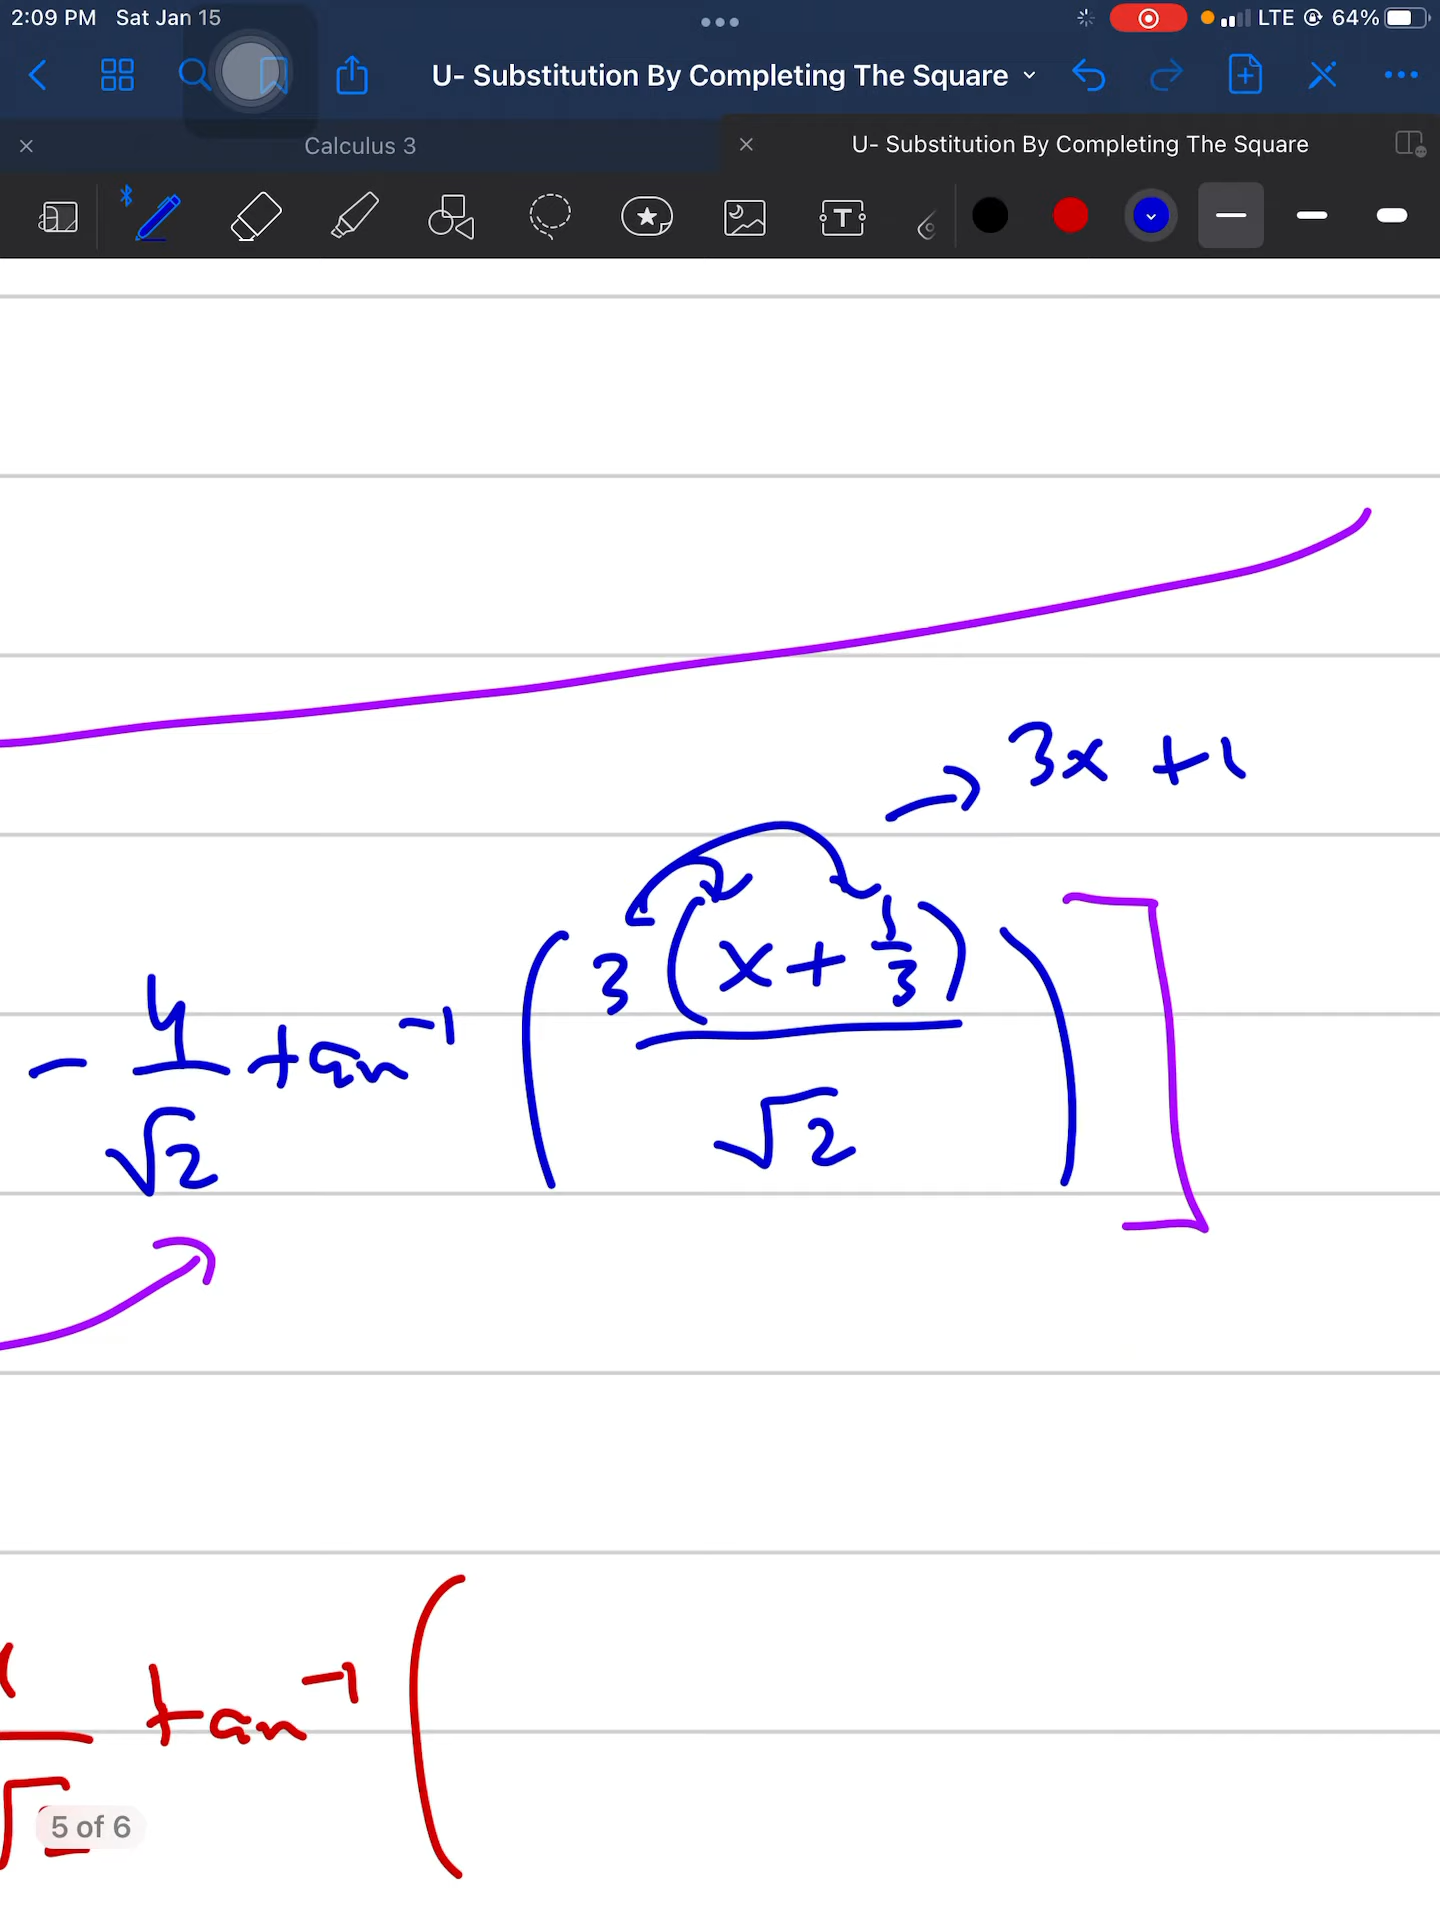 2:09 PM Sat Jan 15
LTE 64%
U- Substitution By Completing The Square
Calculus 3
U- Substitution By Completing The Square
T
→ 3x + 1
- 4/√2 tan⁻¹ ( 3(x + 1/3) / √2 ) ]
tan⁻¹ (
5 of 6